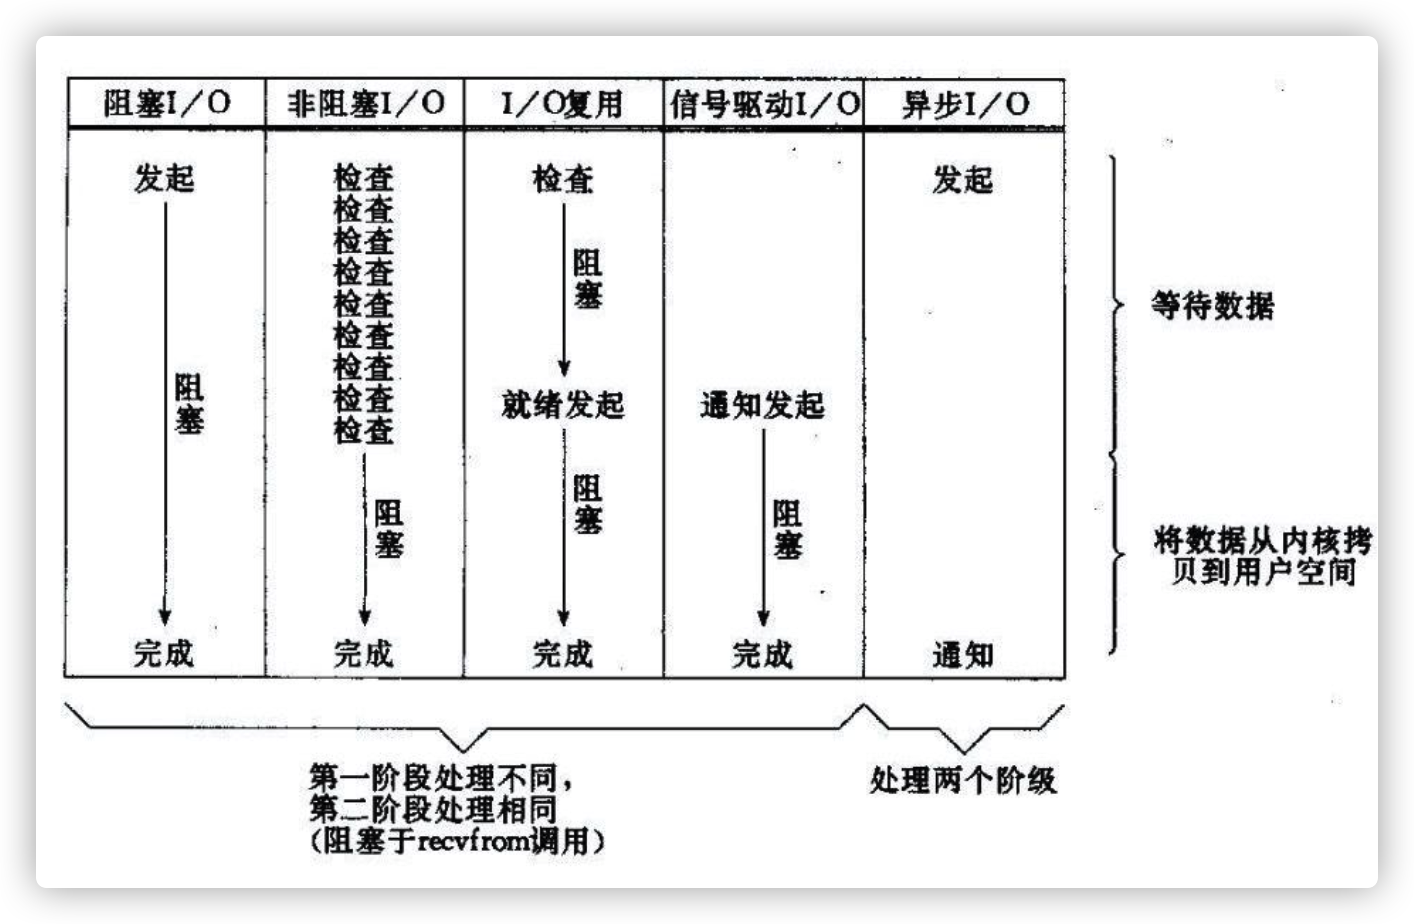 阻塞I/O 非阻塞I/O I/O复用 信号驱动I/O 异步I/O
发起 检查 检查 发起
检查
检查
检查
检查
检查
检查
检查
检查
阻塞
阻塞
阻塞
阻塞
阻塞
就绪发起
通知发起
完成 完成 完成 完成 通知
等待数据
将数据从内核拷
贝到用户空间
第一阶段处理不同，
第二阶段处理相同
(阻塞于recvfrom调用)
处理两个阶级